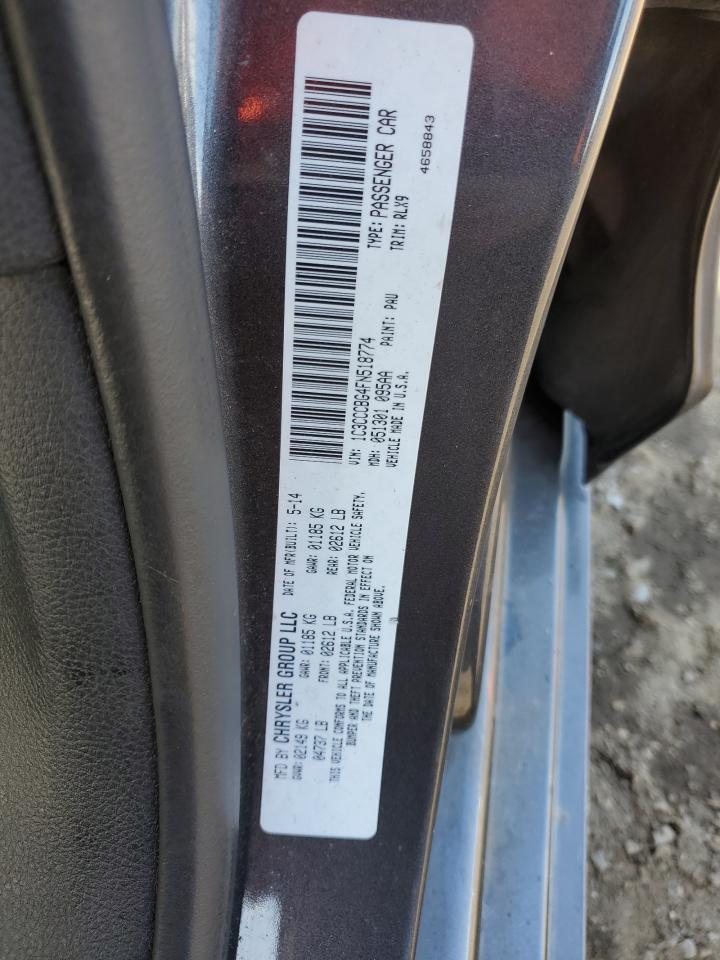 MFD BY CHRYSLER GROUP LLC
DATE OF MFR(BUILT): 5-14
GVWR: 02149 KG
GAWR: 01185 KG
GAWR: 01185 KG
04737 LB
FRONT: 02612 LB
REAR: 02612 LB
THIS VEHICLE CONFORMS TO ALL APPLICABLE U.S.A. FEDERAL MOTOR VEHICLE SAFETY,
BUMPER AND THEFT PREVENTION STANDARDS IN EFFECT ON
THE DATE OF MANUFACTURE SHOWN ABOVE.
VIN: 1C3CCCBG4FN518774
TYPE: PASSENGER CAR
MDH: 051301 095AA
PAINT: PAU
TRIM: RLX9
VEHICLE MADE IN U.S.A.
4658843